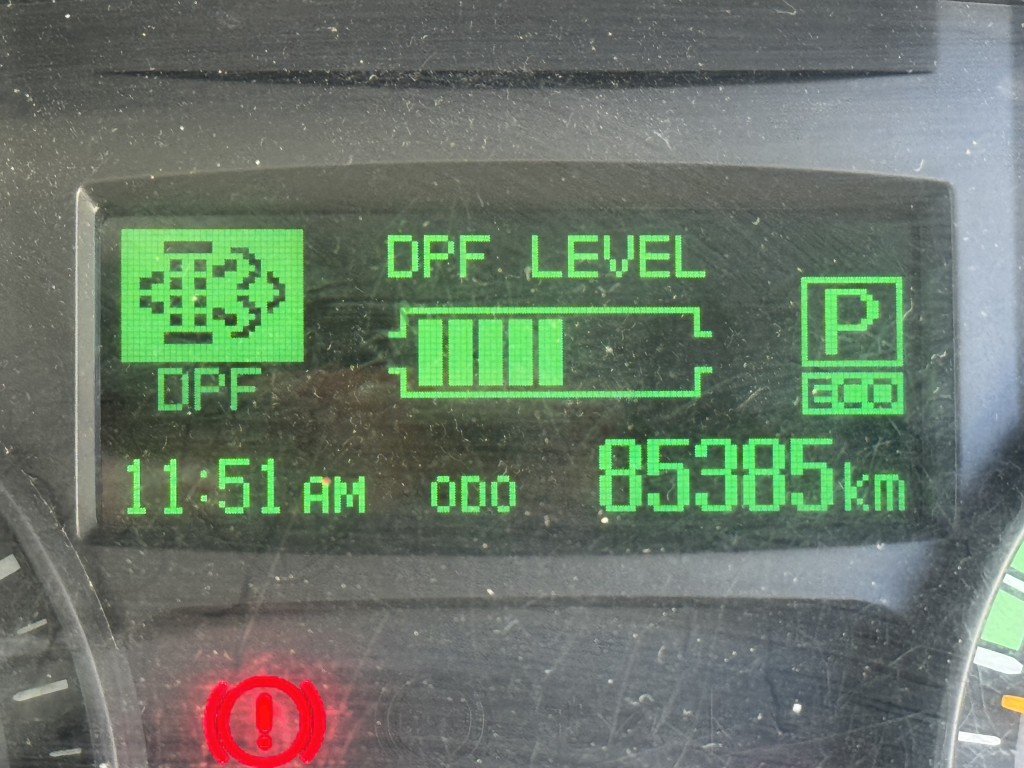 DPF LEVEL
P
DPF
ECO
11:51 AM ODO 85385km